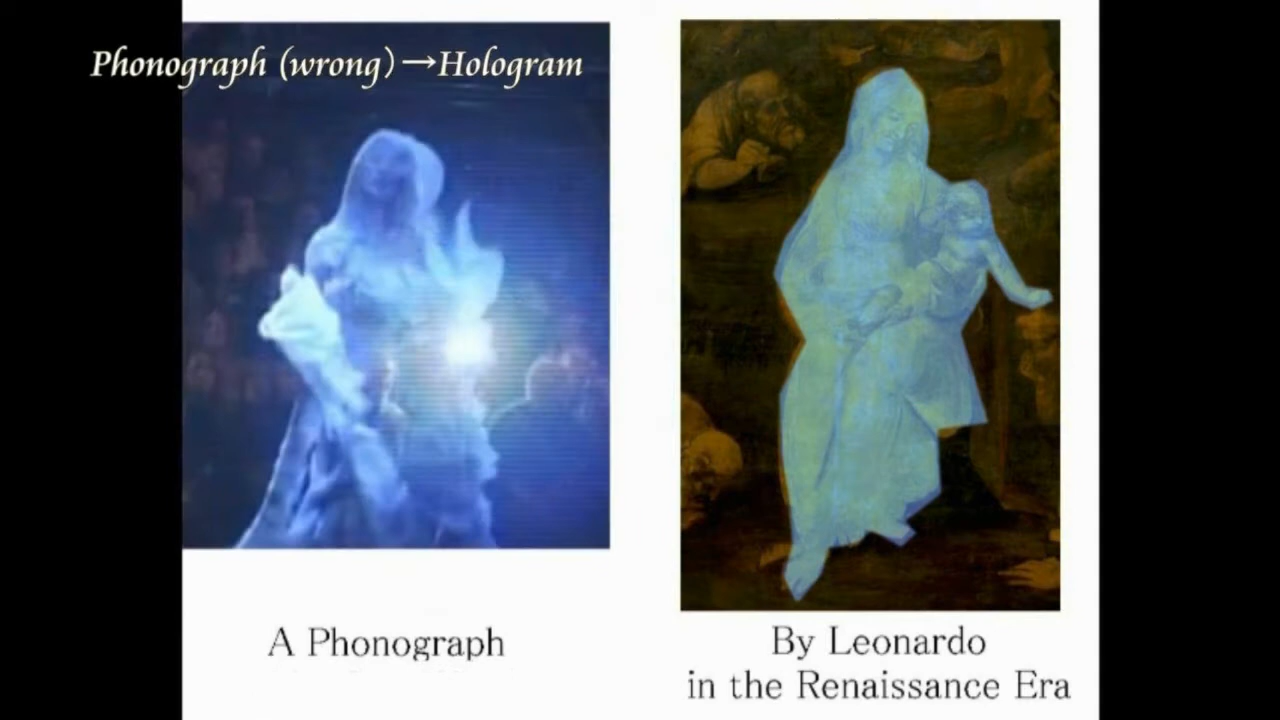 Phonograph (wrong)→Hologram
A Phonograph
By Leonardo
in the Renaissance Era